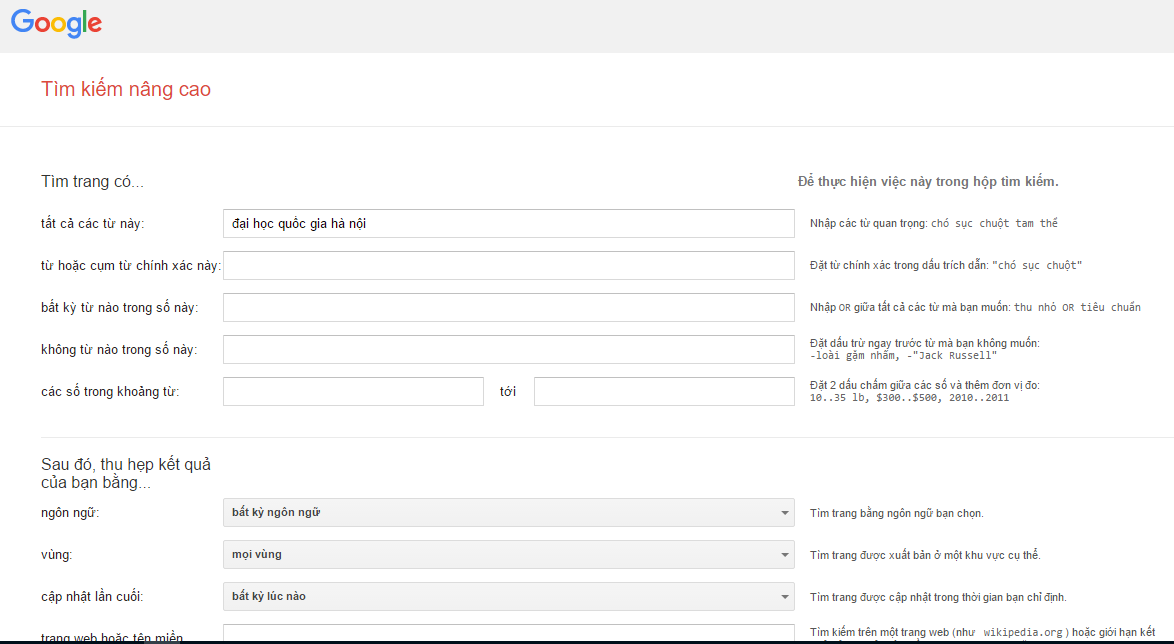 Google
Tìm kiếm nâng cao
Tìm trang có...
Để thực hiện việc này trong hộp tìm kiếm.
tất cả các từ này:
đại học quốc gia hà nội
Nhập các từ quan trọng: chó sục chuột tam thể
từ hoặc cụm từ chính xác này:
Đặt từ chính xác trong dấu trích dẫn: "chó sục chuột"
bất kỳ từ nào trong số này:
Nhập OR giữa tất cả các từ mà bạn muốn: thu nhỏ OR tiêu chuẩn
không từ nào trong số này:
Đặt dấu trừ ngay trước từ mà bạn không muốn:
-loài gặm nhấm, -"Jack Russell"
các số trong khoảng từ:
tới
Đặt 2 dấu chấm giữa các số và thêm đơn vị đo:
10..35 lb, $300..$500, 2010..2011
Sau đó, thu hẹp kết quả
của bạn bằng...
ngôn ngữ:
bất kỳ ngôn ngữ
Tìm trang bằng ngôn ngữ bạn chọn.
vùng:
mọi vùng
Tìm trang được xuất bản ở một khu vực cụ thể.
cập nhật lần cuối:
bất kỳ lúc nào
Tìm trang được cập nhật trong thời gian bạn chỉ định.
trang web hoặc tên miền
Tìm kiếm trên một trang web (như wikipedia.org) hoặc giới hạn kết